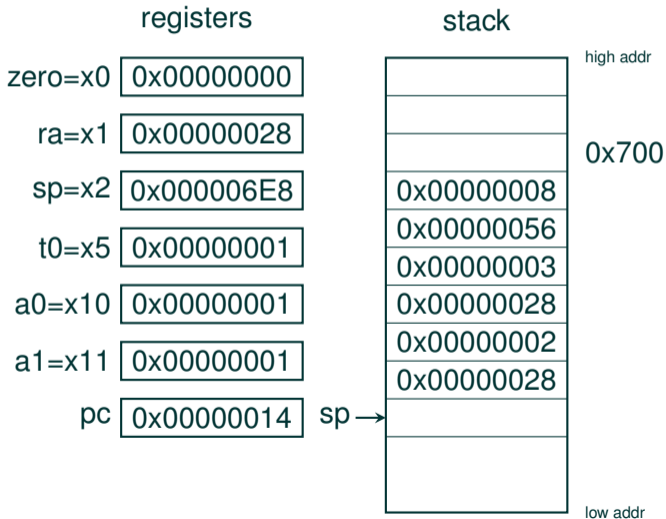 registers
zero=x0 0x00000000
ra=x1 0x00000028
sp=x2 0x000006E8
t0=x5 0x00000001
a0=x10 0x00000001
a1=x11 0x00000001
pc 0x00000014
stack
high addr
0x700
0x00000008
0x00000056
0x00000003
0x00000028
0x00000002
0x00000028
sp
low addr